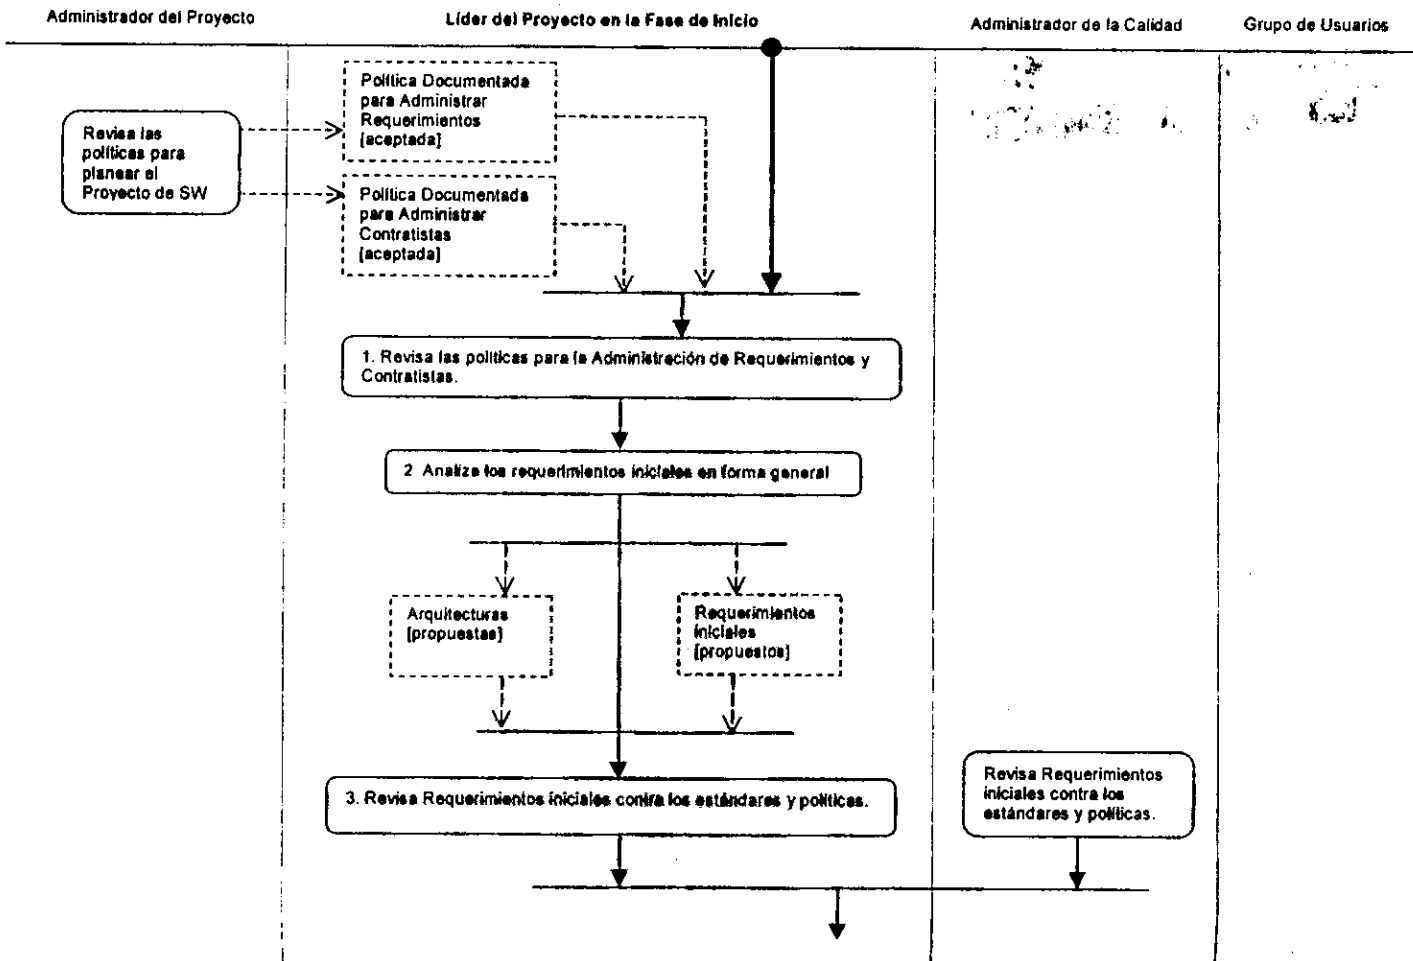 Administrador del Proyecto
Líder del Proyecto en la Fase de Inicio
Administrador de la Calidad
Grupo de Usuarios
Política Documentada
para Administrar
Requerimientos
[aceptada]
Revisa las
políticas para
planear el
Proyecto de SW
Política Documentada
para Administrar
Contratistas
[aceptada]
1. Revisa las políticas para la Administración de Requerimientos y
Contratistas.
2 Analiza los requerimientos iniciales en forma general
Arquitecturas
[propuestas]
Requerimientos
iniciales
[propuestos]
3. Revisa Requerimientos iniciales contra los estándares y políticas.
Revisa Requerimientos
iniciales contra los
estándares y políticas.